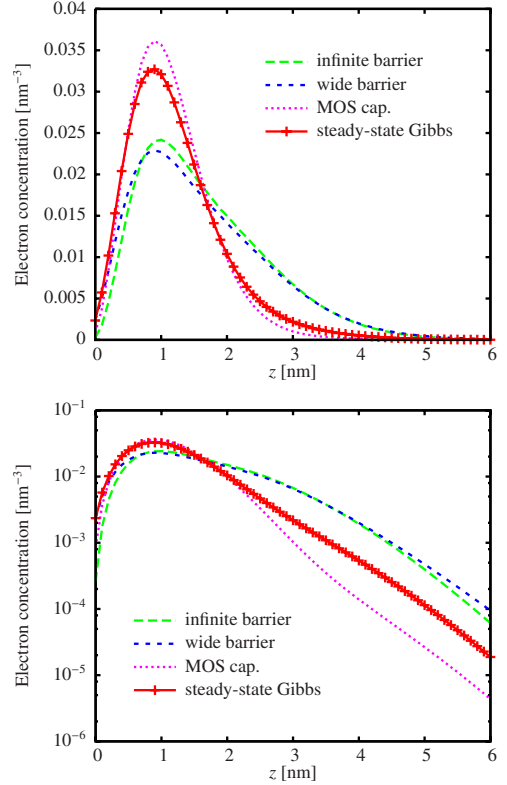 0.04
0.035
0.03
0.025
0.02
0.015
0.01
0.005
0
Electron concentration [nm⁻³]
infinite barrier
wide barrier
MOS cap.
steady-state Gibbs
0 1 2 3 4 5 6
z [nm]
10⁻¹
10⁻²
10⁻³
10⁻⁴
10⁻⁵
10⁻⁶
Electron concentration [nm⁻³]
infinite barrier
wide barrier
MOS cap.
steady-state Gibbs
0 1 2 3 4 5 6
z [nm]